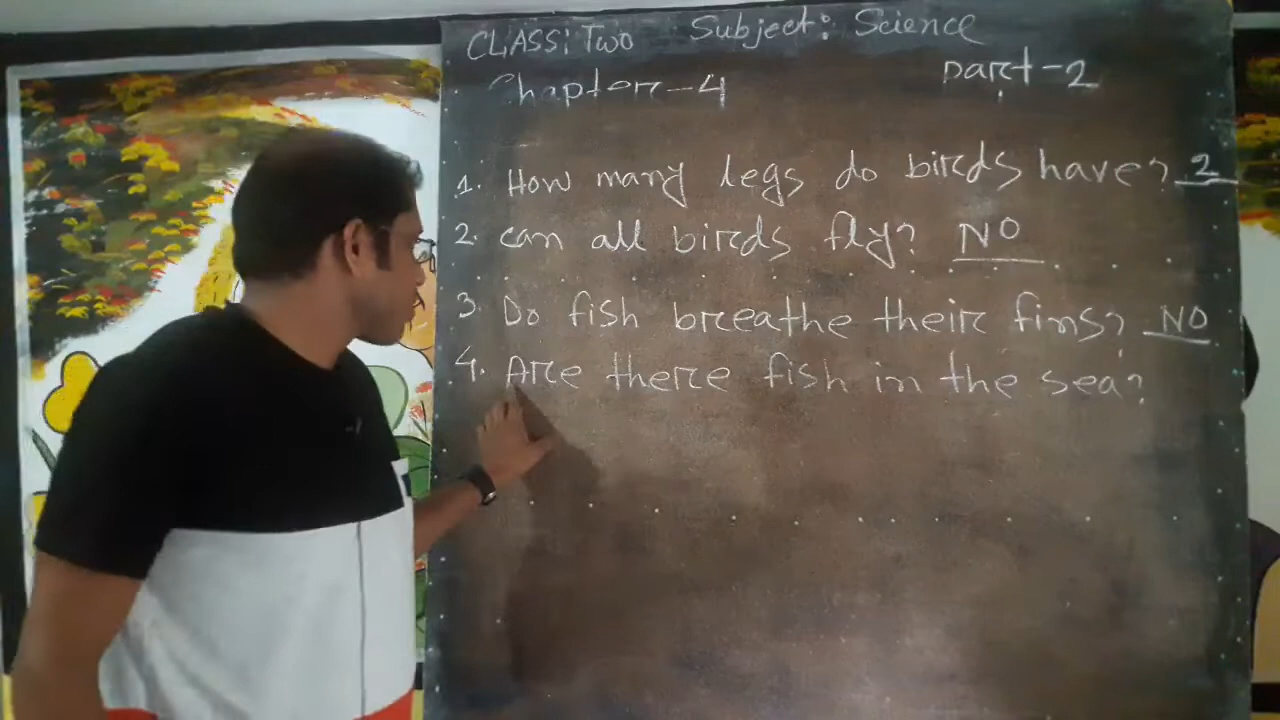 CLASS: Two Subject: Science
Chapter-4 part-2
1. How many legs do birds have? 2
2. can all birds fly? NO
3. Do fish breathe their fins? NO
4. Are there fish in the sea?